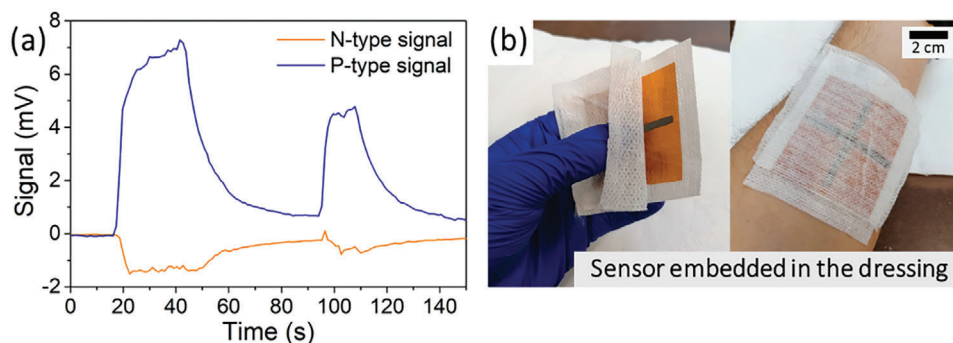 (a)
8
6
4
2
0
-2
Signal (mV)
N-type signal
P-type signal
0 20 40 60 80 100 120 140
Time (s)
(b)
2 cm
Sensor embedded in the dressing